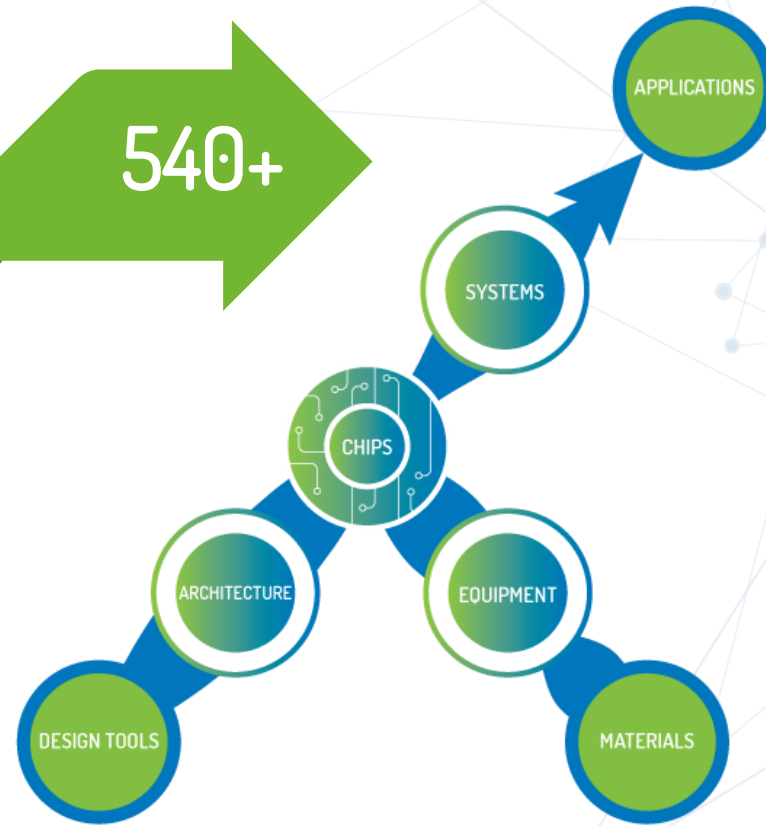 APPLICATIONS
540+
SYSTEMS
CHIPS
ARCHITECTURE
EQUIPMENT
DESIGN TOOLS
MATERIALS